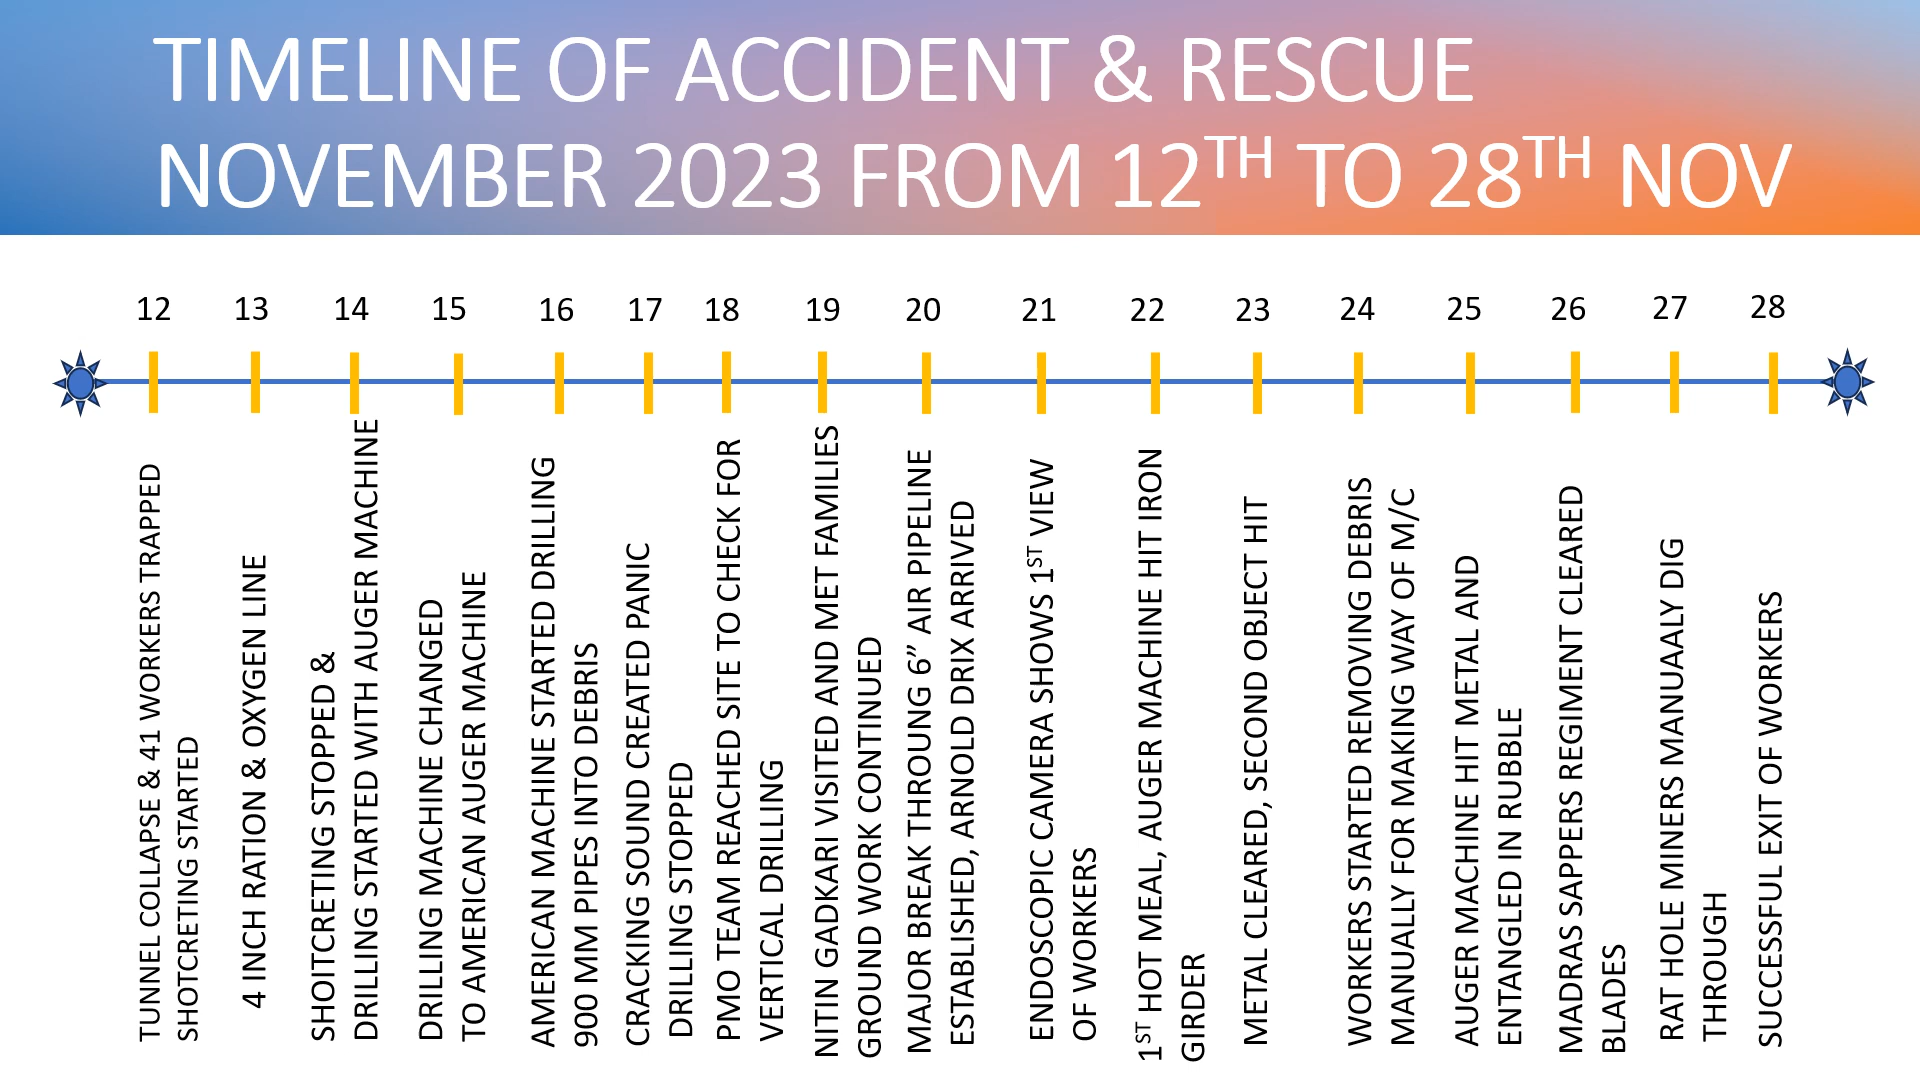 TIMELINE OF ACCIDENT & RESCUE
NOVEMBER 2023 FROM 12TH TO 28TH NOV
12 13 14 15 16 17 18 19 20 21 22 23 24 25 26 27 28
TUNNEL COLLAPSE & 41 WORKERS TRAPPED
SHOTCRETING STARTED
4 INCH RATION & OXYGEN LINE
SHOITCRETING STOPPED &
DRILLING STARTED WITH AUGER MACHINE
DRILLING MACHINE CHANGED
TO AMERICAN AUGER MACHINE
AMERICAN MACHINE STARTED DRILLING
900 MM PIPES INTO DEBRIS
CRACKING SOUND CREATED PANIC
DRILLING STOPPED
PMO TEAM REACHED SITE TO CHECK FOR
VERTICAL DRILLING
NITIN GADKARI VISITED AND MET FAMILIES
GROUND WORK CONTINUED
MAJOR BREAK THROUNG 6” AIR PIPELINE
ESTABLISHED, ARNOLD DRIX ARRIVED
ENDOSCOPIC CAMERA SHOWS 1ST VIEW
OF WORKERS
1ST HOT MEAL, AUGER MACHINE HIT IRON
GIRDER
METAL CLEARED, SECOND OBJECT HIT
WORKERS STARTED REMOVING DEBRIS
MANUALLY FOR MAKING WAY OF M/C
AUGER MACHINE HIT METAL AND
ENTANGLED IN RUBBLE
MADRAS SAPPERS REGIMENT CLEARED
BLADES
RAT HOLE MINERS MANUAALY DIG
THROUGH
SUCCESSFUL EXIT OF WORKERS